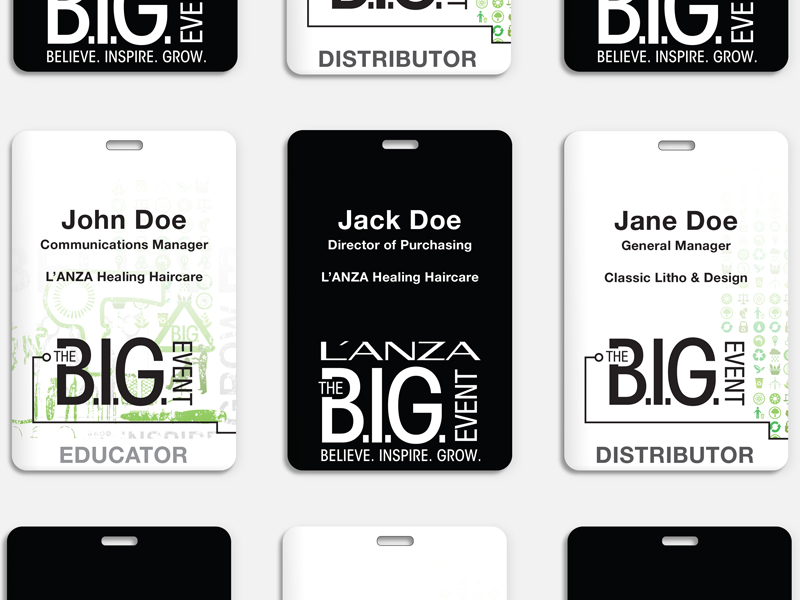 B.I.G. EVE
BELIEVE. INSPIRE. GROW.
B.I.G.
DISTRIBUTOR
B.I.G. EVE
BELIEVE. INSPIRE. GROW.
John Doe
Communications Manager
L'ANZA Healing Haircare
BIG
THE B.I.G. EVENT
EDUCATOR
Jack Doe
Director of Purchasing
L'ANZA Healing Haircare
L'ANZA
THE B.I.G. EVENT
BELIEVE. INSPIRE. GROW.
Jane Doe
General Manager
Classic Litho & Design
THE B.I.G. EVENT
DISTRIBUTOR